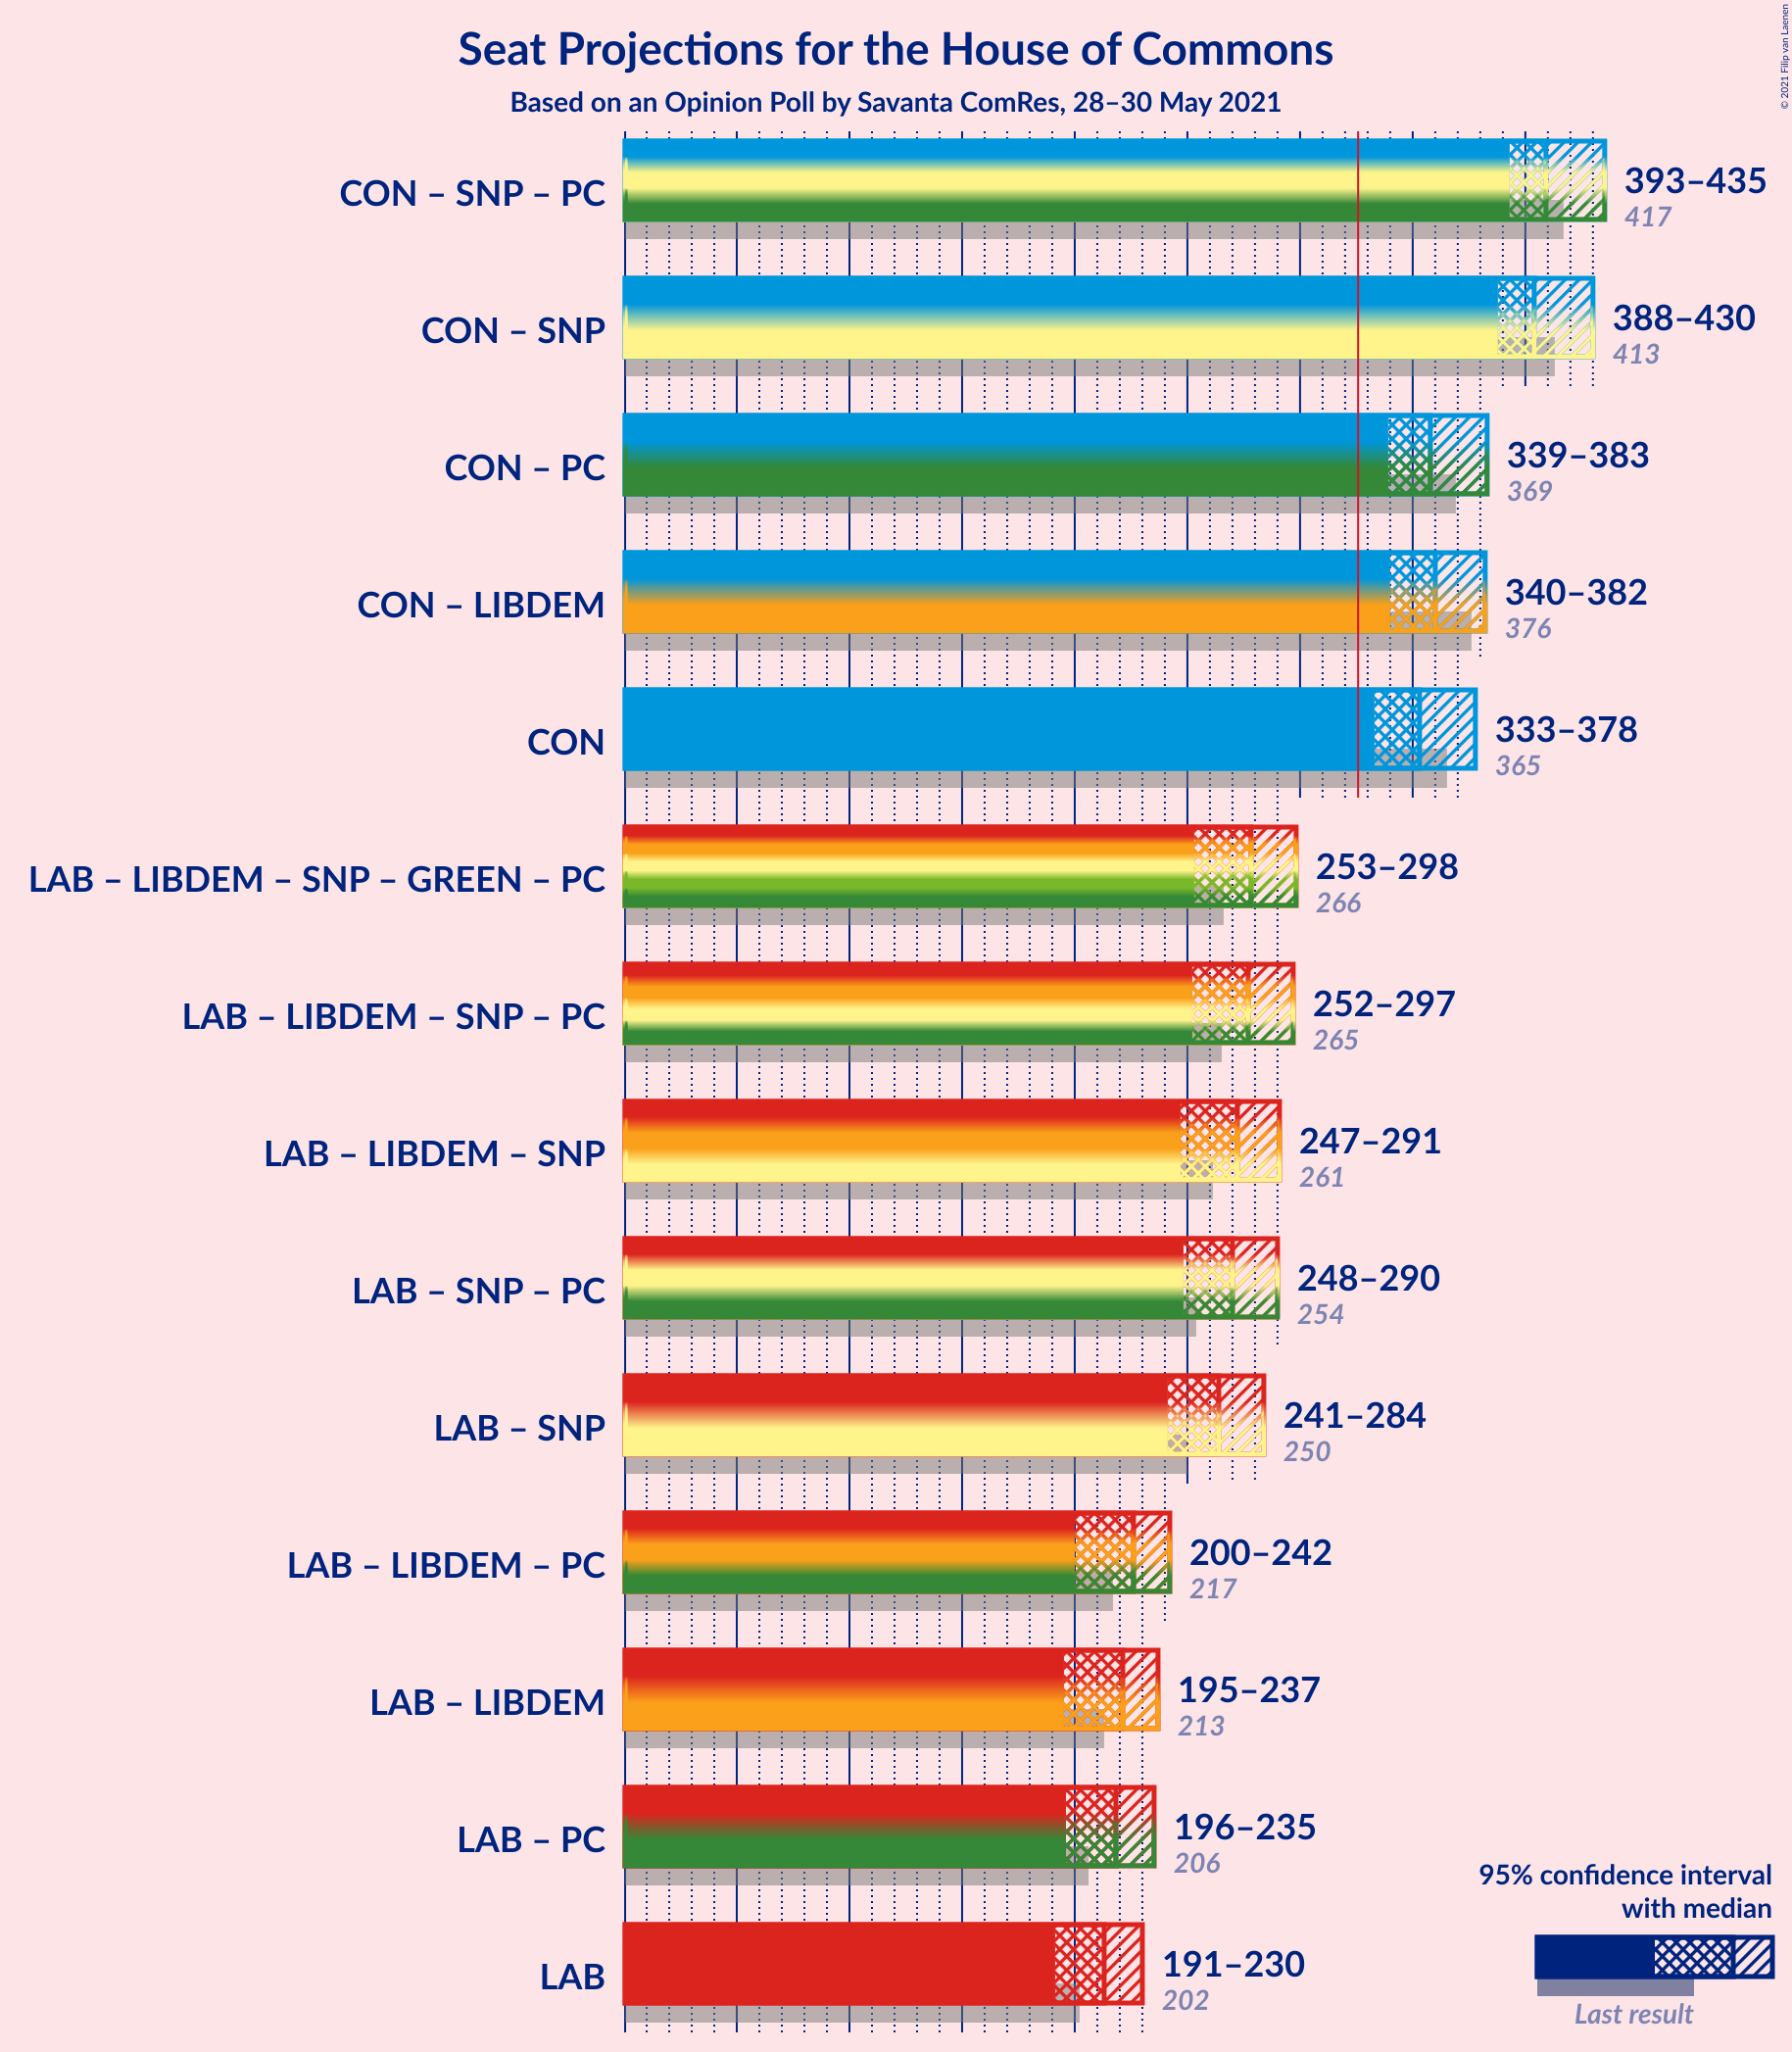 Seat Projections for the House of Commons
Based on an Opinion Poll by Savanta ComRes, 28–30 May 2021
© 2021 Filip van Laenen
CON – SNP – PC
393–435
417
CON – SNP
388–430
413
CON – PC
339–383
369
CON – LIBDEM
340–382
376
CON
333–378
365
LAB – LIBDEM – SNP – GREEN – PC
253–298
266
LAB – LIBDEM – SNP – PC
252–297
265
LAB – LIBDEM – SNP
247–291
261
LAB – SNP – PC
248–290
254
LAB – SNP
241–284
250
LAB – LIBDEM – PC
200–242
217
LAB – LIBDEM
195–237
213
LAB – PC
196–235
206
LAB
191–230
202
95% confidence interval
with median
Last result